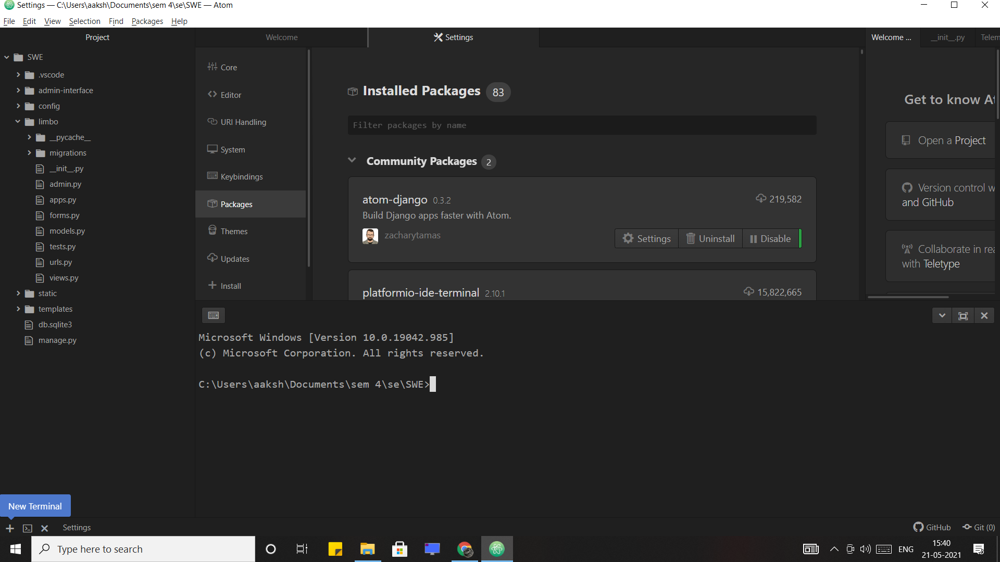 Settings — C:\Users\aaksh\Documents\sem 4\se\SWE — Atom
File Edit View Selection Find Packages Help
Project
Welcome
Settings
Welcome ...
__init__.py
Telem
SWE
.vscode
admin-interface
config
limbo
__pycache__
migrations
__init__.py
admin.py
apps.py
forms.py
models.py
tests.py
urls.py
views.py
static
templates
db.sqlite3
manage.py
Core
Editor
URI Handling
System
Keybindings
Packages
Themes
Updates
Install
Installed Packages 83
Filter packages by name
Community Packages 2
atom-django 0.3.2
219,582
Build Django apps faster with Atom.
zacharytamas
Settings Uninstall Disable
platformio-ide-terminal 2.10.1
15,822,665
Get to know At
Open a Project
Version control w
and GitHub
Collaborate in rea
with Teletype
Microsoft Windows [Version 10.0.19042.985]
(c) Microsoft Corporation. All rights reserved.
C:\Users\aaksh\Documents\sem 4\se\SWE>
New Terminal
Settings
GitHub
Git (0)
Type here to search
ENG
15:40
21-05-2021